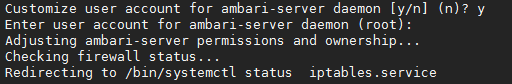 Customize user account for ambari-server daemon [y/n] (n)? y
Enter user account for ambari-server daemon (root):
Adjusting ambari-server permissions and ownership...
Checking firewall status...
Redirecting to /bin/systemctl status  iptables.service